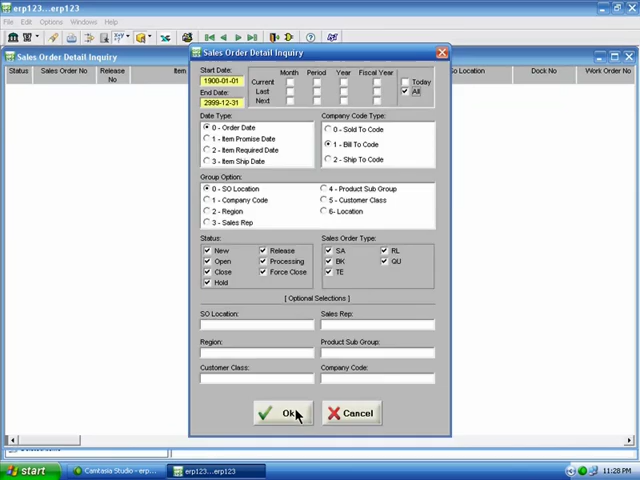 erp123...erp123
File Edit Options Windows Help
Sales Order Detail Inquiry
Status Sales Order No Release No Item SO Location Dock No Work Order No
Sales Order Detail Inquiry
Start Date: Month Period Year Fiscal Year
1900-01-01 Current Today
End Date: Last All
2999-12-31 Next
Date Type: Company Code Type:
0 - Order Date 0 - Sold To Code
1 - Item Promise Date 1 - Bill To Code
2 - Item Required Date 2 - Ship To Code
3 - Item Ship Date
Group Option:
0 - SO Location 4 - Product Sub Group
1 - Company Code 5 - Customer Class
2 - Region 6- Location
3 - Sales Rep
Status: Sales Order Type:
New Release SA RL
Open Processing BK QU
Close Force Close TE
Hold
[ Optional Selections ]
SO Location: Sales Rep:
Region: Product Sub Group:
Customer Class: Company Code:
Ok Cancel
start Camtasia Studio - erp... erp123...erp123 11:28 PM